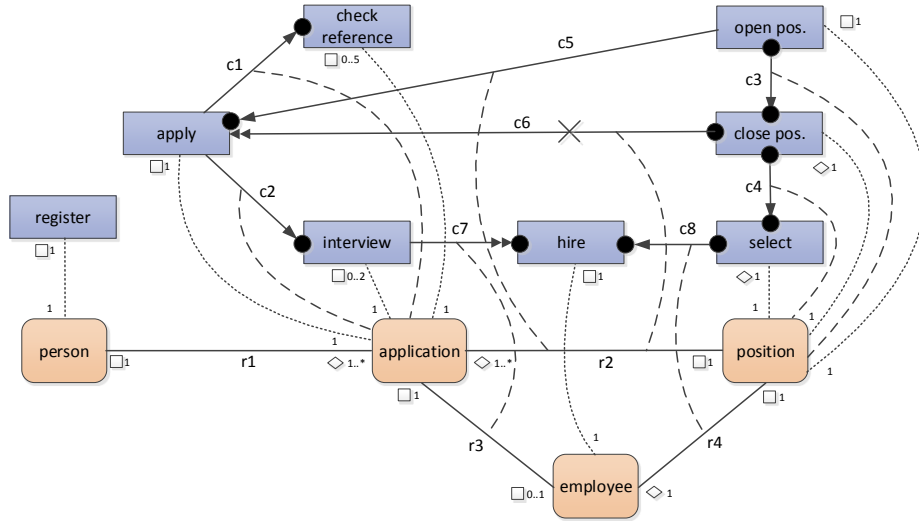 check
reference
open pos.
□ 1
□ 0..5
c1
c5
c3
apply
c6
close pos.
□ 1
◇ 1
c2
c4
register
interview
c7
hire
c8
select
□ 1
□ 0..2
□ 1
◇ 1
1
1
1
1
1
1
person
□ 1
r1
1
◇ 1..*
application
◇ 1..*
r2
□ 1
position
1
□ 1
□ 1
r3
1
r4
□ 0..1
employee
◇ 1